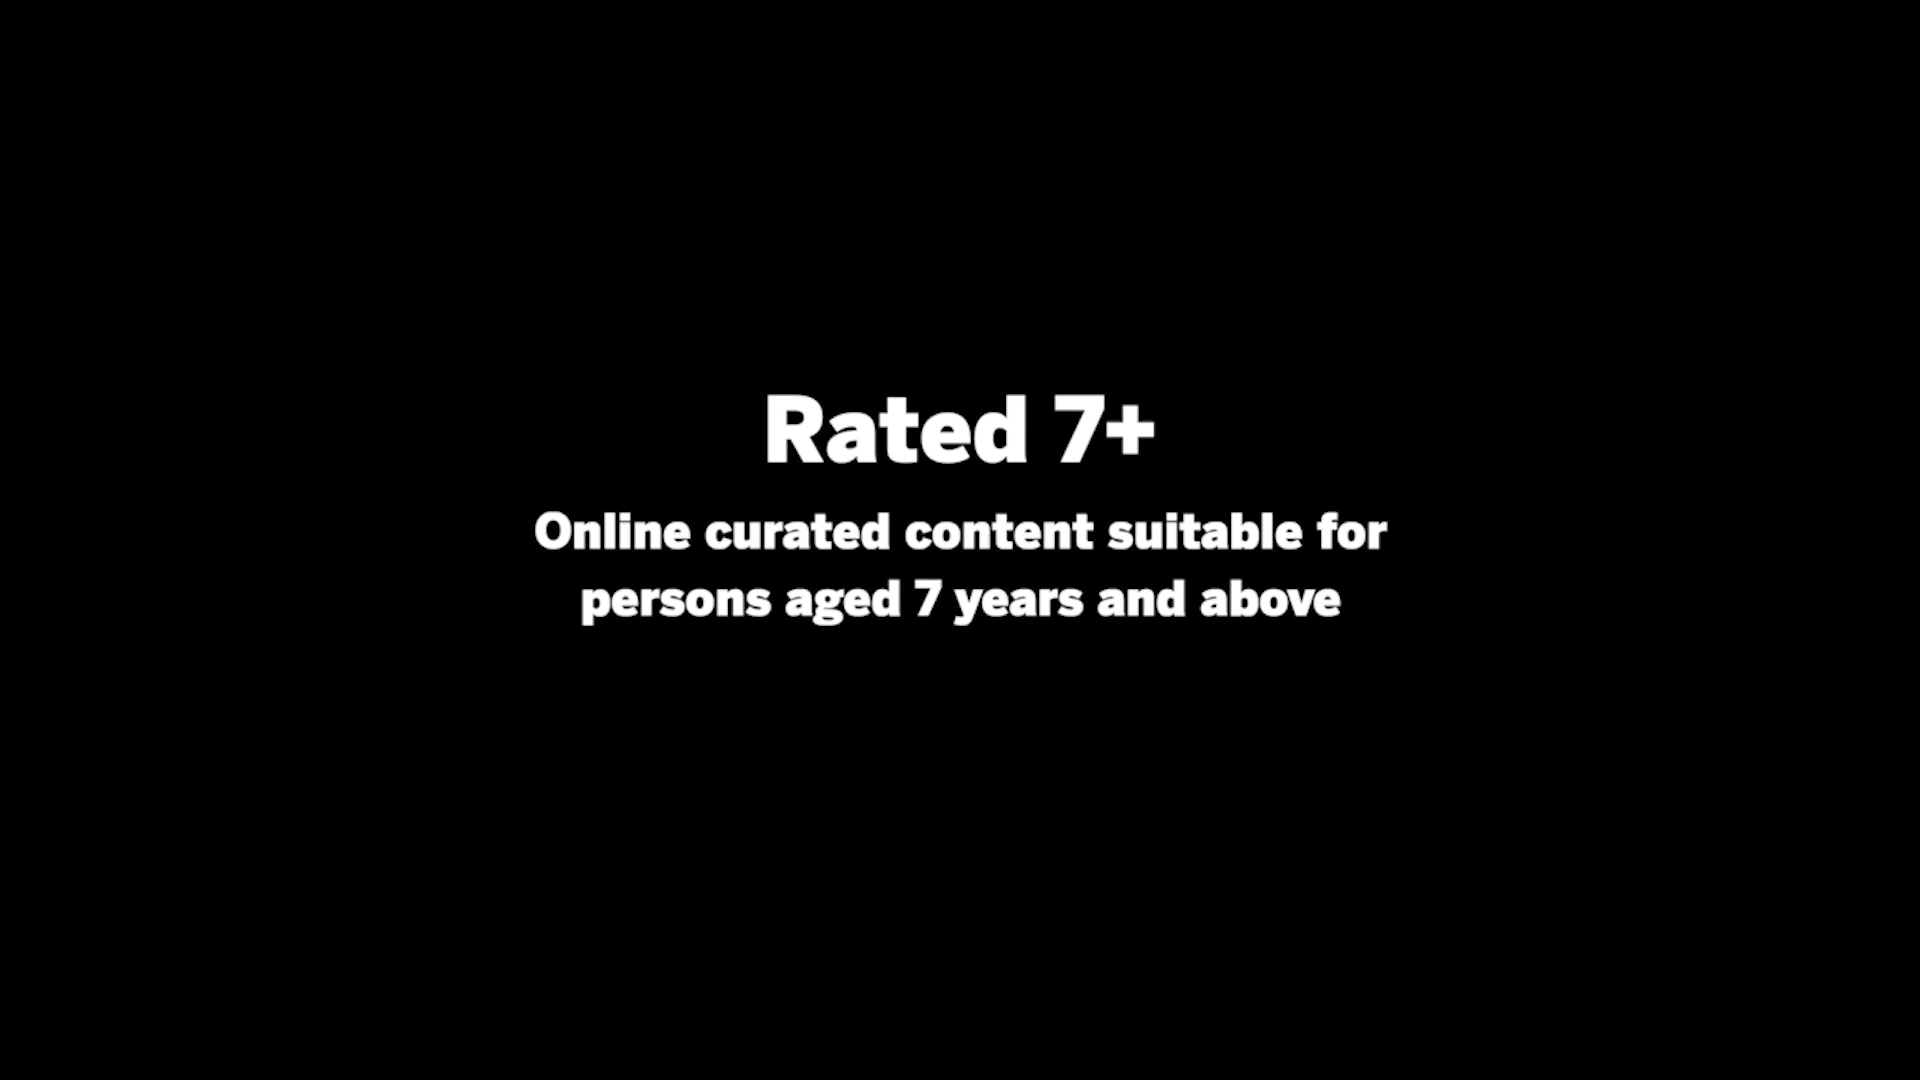 Rated 7+
Online curated content suitable for
persons aged 7 years and above